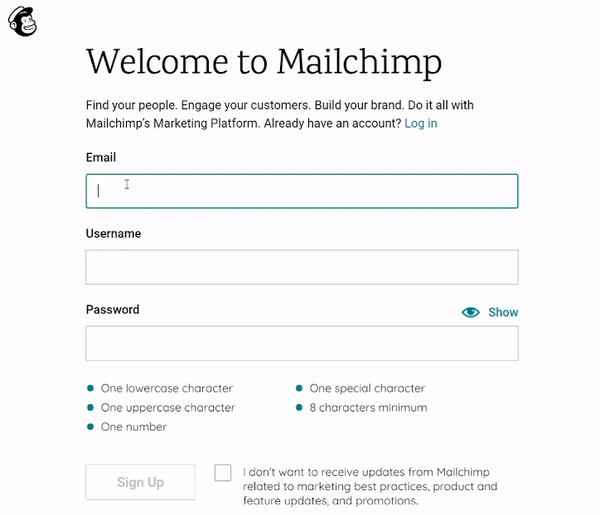 Welcome to Mailchimp
Find your people. Engage your customers. Build your brand. Do it all with
Mailchimp's Marketing Platform. Already have an account? Log in
Email
Username
Password
Show
One lowercase character
One special character
One uppercase character
8 characters minimum
One number
Sign Up
I don't want to receive updates from Mailchimp
related to marketing best practices, product and
feature updates, and promotions.